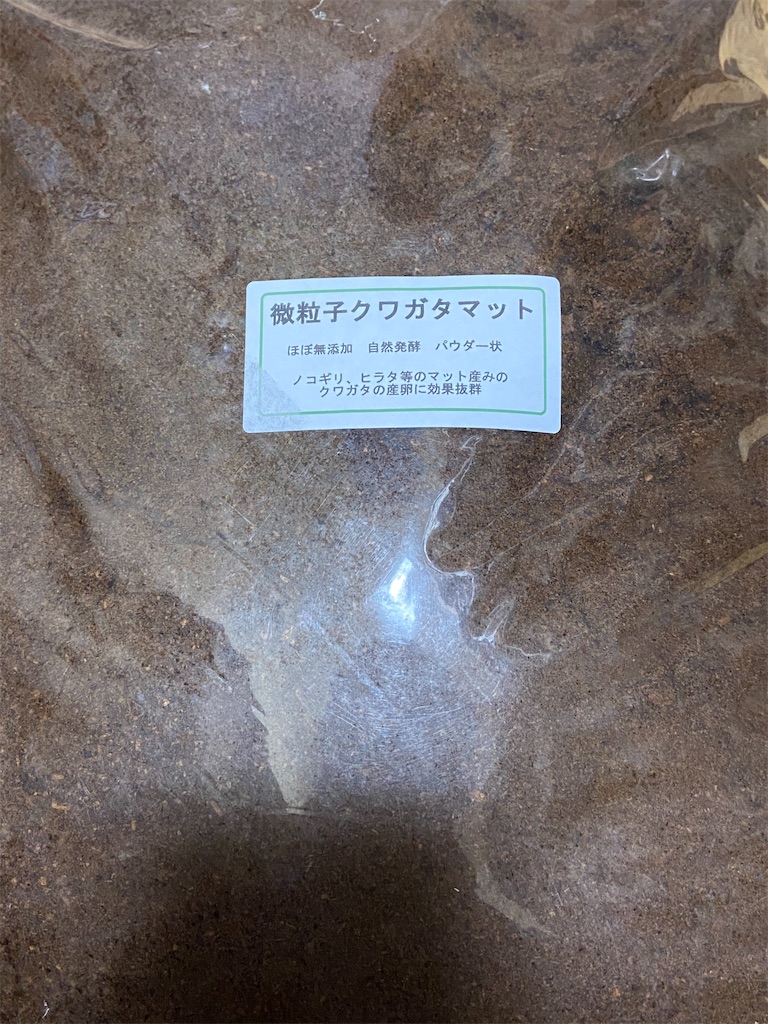 微粒子クワガタマット
ほぼ無添加　自然発酵　パウダー状
ノコギリ、ヒラタ等のマット産みの
クワガタの産卵に効果抜群